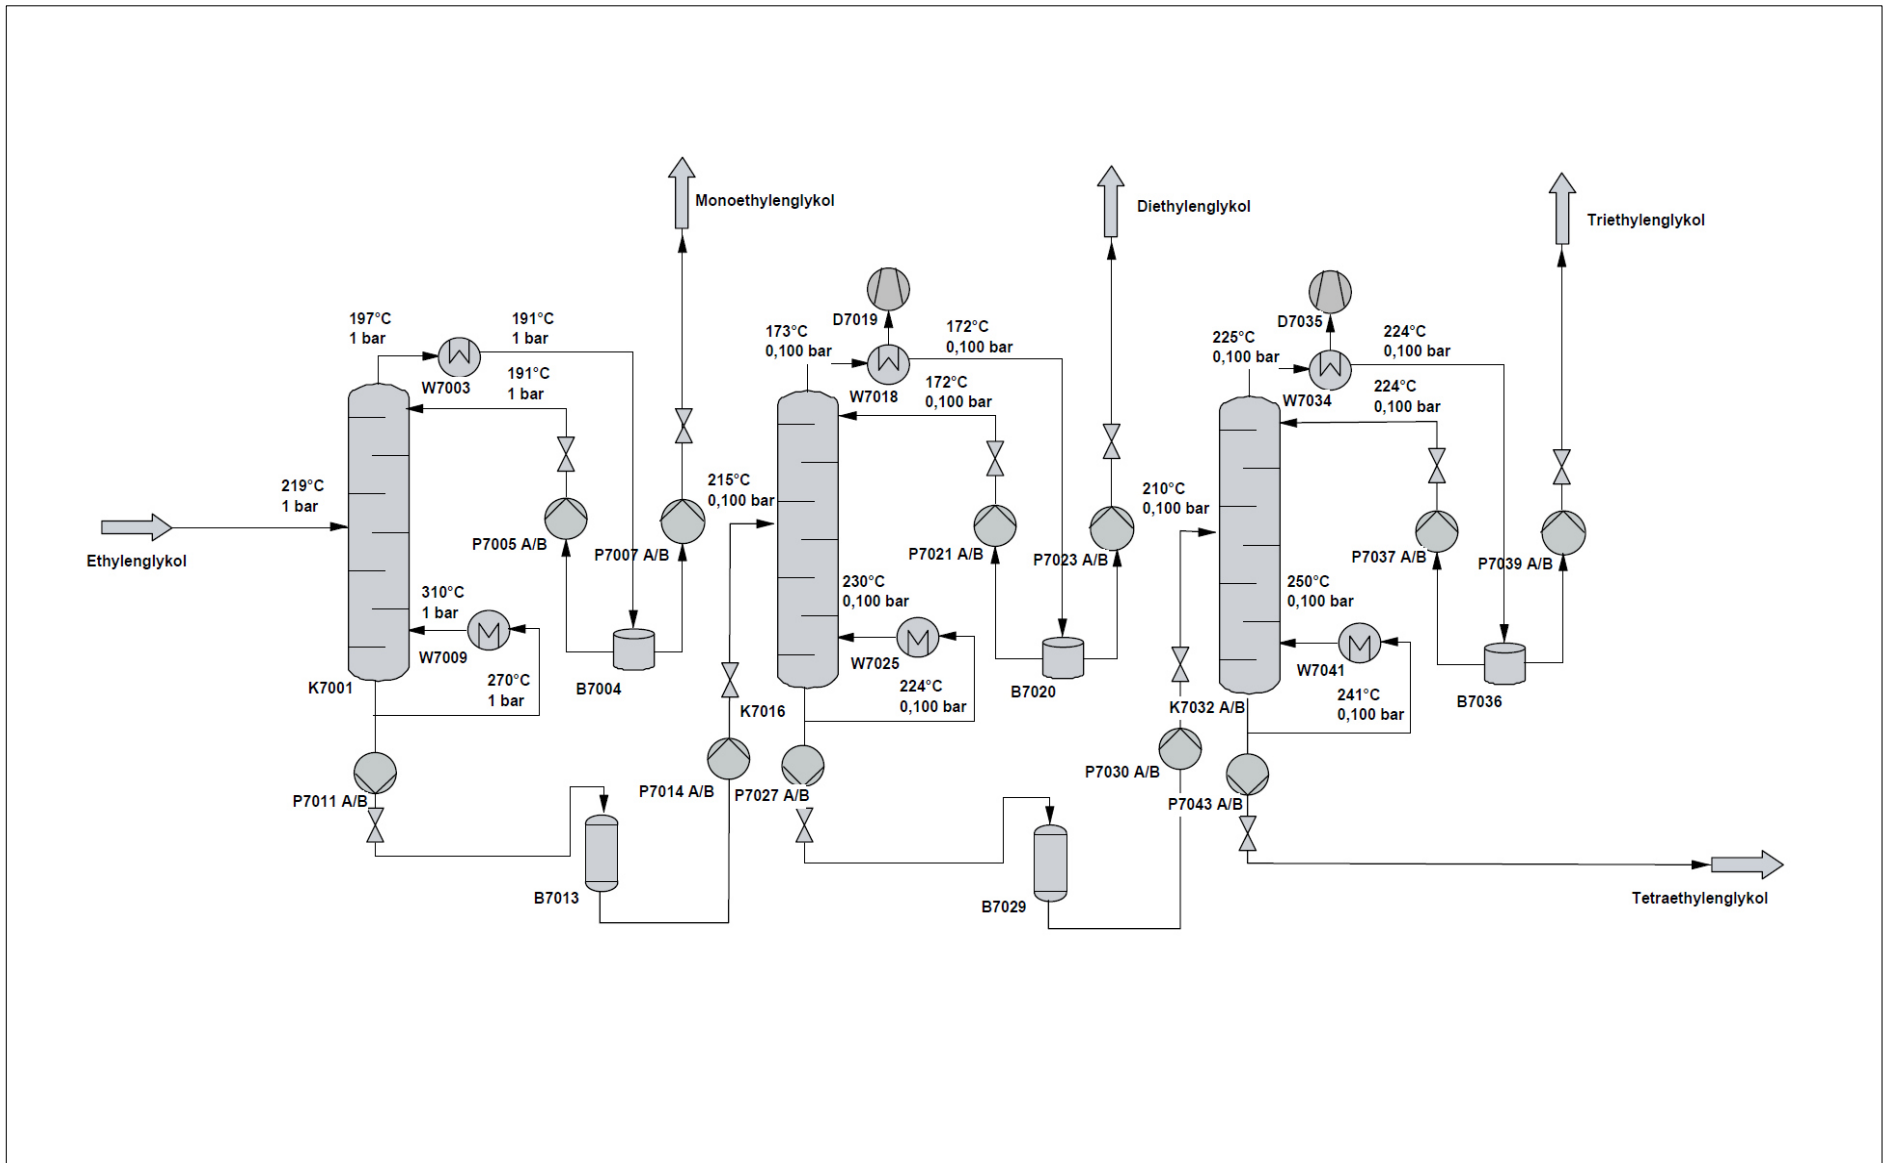 Monoethylenglykol
Diethylenglykol
Triethylenglykol
197°C
1 bar
191°C
1 bar
W7003
191°C
1 bar
D7019
173°C
0,100 bar
172°C
0,100 bar
W7018
172°C
0,100 bar
D7035
225°C
0,100 bar
224°C
0,100 bar
W7034
224°C
0,100 bar
219°C
1 bar
Ethylenglykol
P7005 A/B
P7007 A/B
215°C
0,100 bar
P7021 A/B
P7023 A/B
210°C
0,100 bar
P7037 A/B
P7039 A/B
310°C
1 bar
W7009
230°C
0,100 bar
W7025
250°C
0,100 bar
W7041
K7001
270°C
1 bar
B7004
K7016
224°C
0,100 bar
B7020
K7032 A/B
241°C
0,100 bar
B7036
P7011 A/B
P7014 A/B
P7027 A/B
P7030 A/B
P7043 A/B
B7013
B7029
Tetraethylenglykol